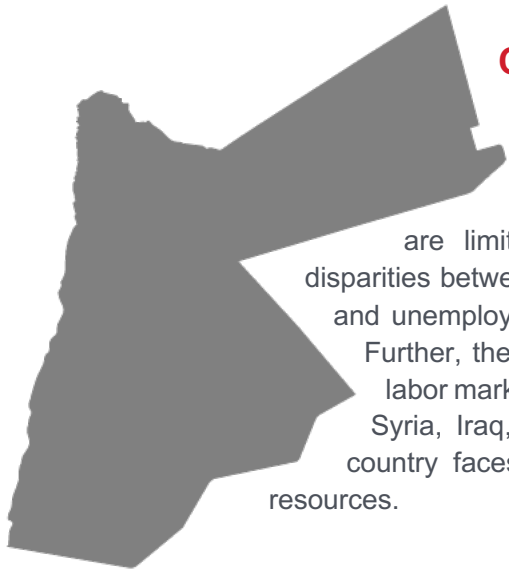 are limit
disparities betwe
and unemploy
Further, the
labor mark
Syria, Iraq,
country faces
resources.